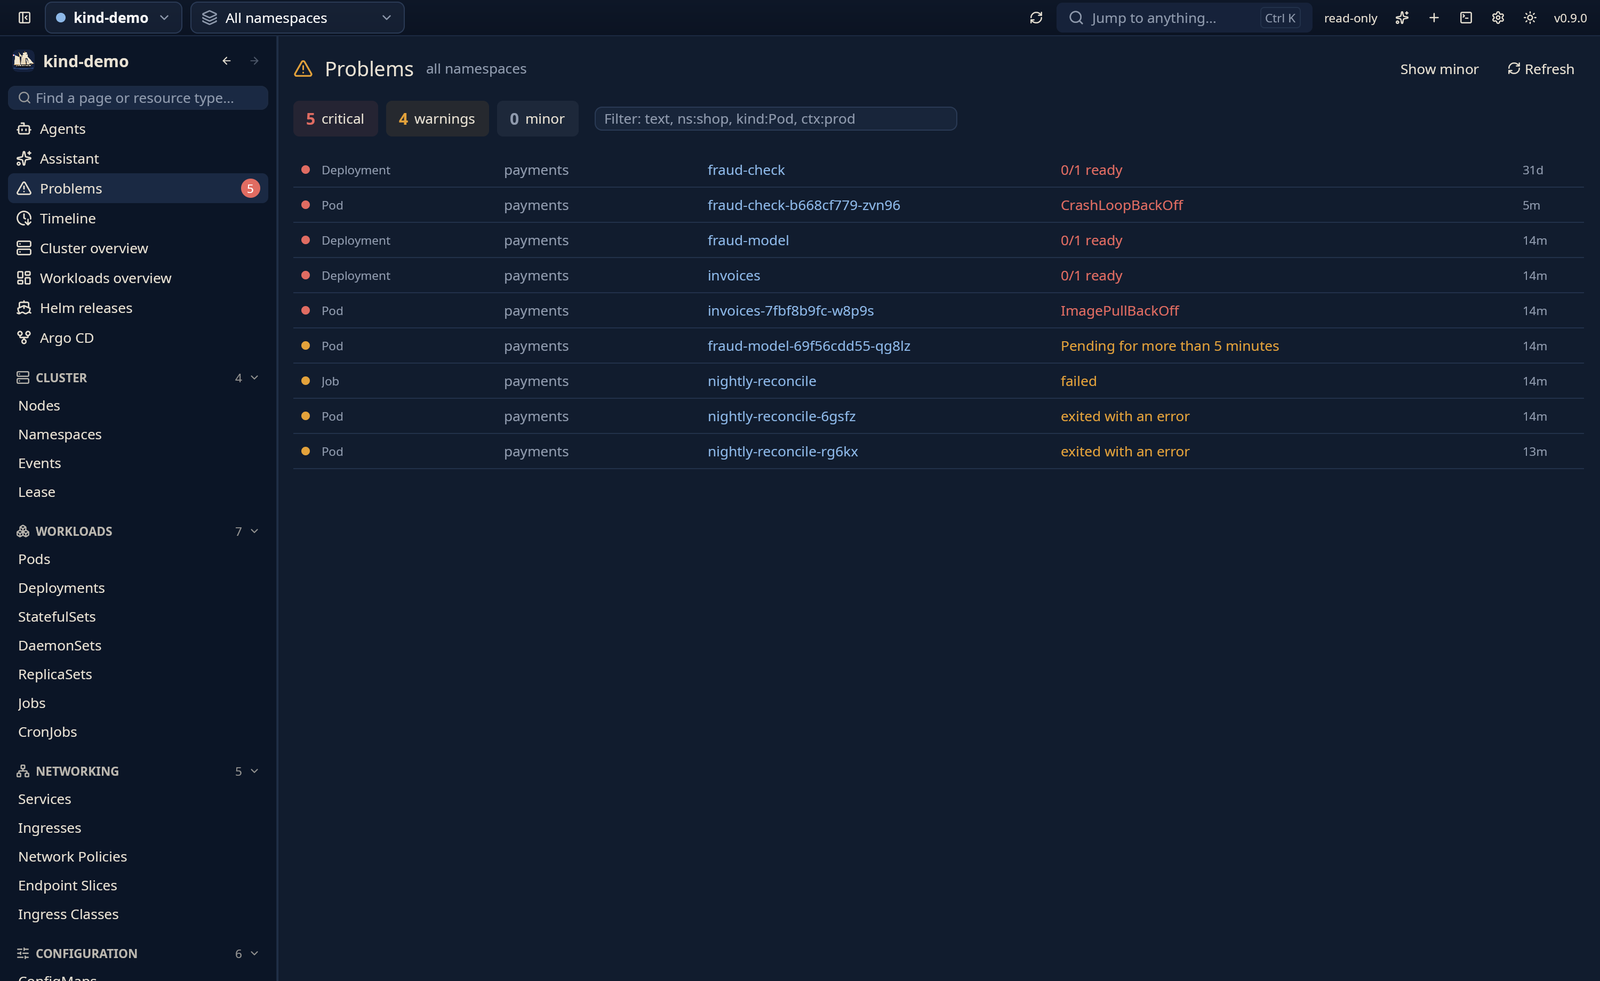 kind-demo
All namespaces
Jump to anything...
Ctrl K
read-only
v0.9.0
kind-demo
Find a page or resource type...
Agents
Assistant
Problems
5
Timeline
Cluster overview
Workloads overview
Helm releases
Argo CD
CLUSTER
4
Nodes
Namespaces
Events
Lease
WORKLOADS
7
Pods
Deployments
StatefulSets
DaemonSets
ReplicaSets
Jobs
CronJobs
NETWORKING
5
Services
Ingresses
Network Policies
Endpoint Slices
Ingress Classes
CONFIGURATION
6
ConfigMaps
Problems all namespaces
Show minor
Refresh
5 critical
4 warnings
0 minor
Filter: text, ns:shop, kind:Pod, ctx:prod
Deployment payments fraud-check 0/1 ready 31d
Pod payments fraud-check-b668cf779-zvn96 CrashLoopBackOff 5m
Deployment payments fraud-model 0/1 ready 14m
Deployment payments invoices 0/1 ready 14m
Pod payments invoices-7fbf8b9fc-w8p9s ImagePullBackOff 14m
Pod payments fraud-model-69f56cdd55-qg8lz Pending for more than 5 minutes 14m
Job payments nightly-reconcile failed 14m
Pod payments nightly-reconcile-6gsfz exited with an error 14m
Pod payments nightly-reconcile-rg6kx exited with an error 13m